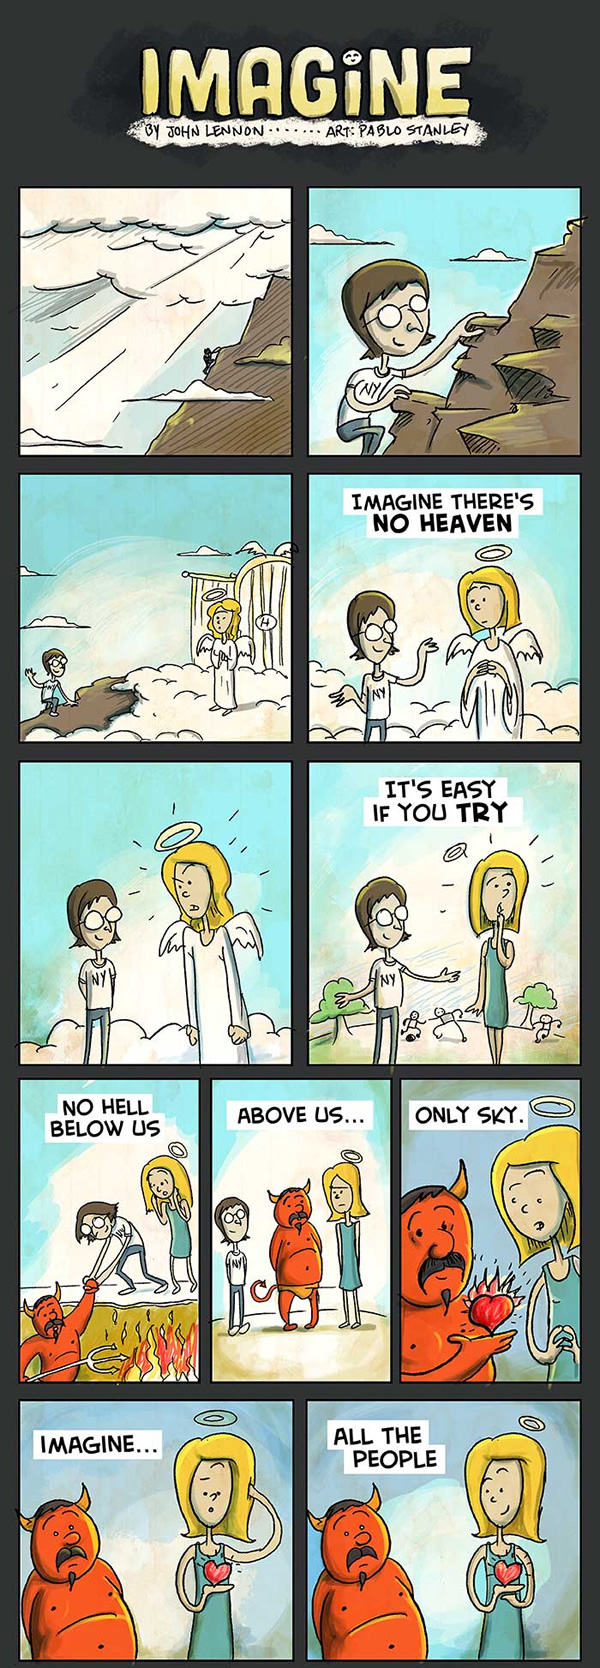 IMAGiNE
BY JOHN LENNON ....... ART: PABLO STANLEY
NY
IMAGINE THERE'S
NO HEAVEN
NY
NY
IT'S EASY
IF YOU TRY
NY
NO HELL
BELOW US
ABOVE US...
NY
ONLY SKY.
IMAGINE...
ALL THE
PEOPLE